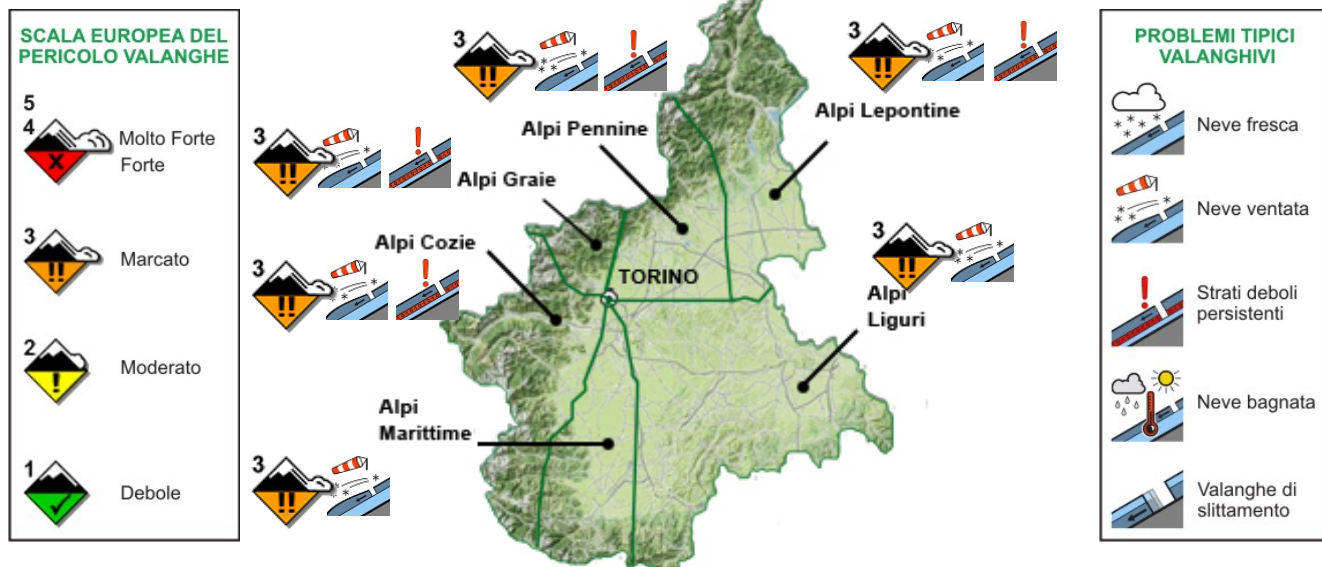 SCALA EUROPEA DEL
PERICOLO VALANGHE
5
4
Molto Forte
Forte
3
Marcato
2
Moderato
1
Debole
3
3
Alpi Pennine
Alpi Lepontine
3
Alpi Graie
3
Alpi Cozie
TORINO
3
Alpi
Liguri
3
Alpi
Marittime
PROBLEMI TIPICI
VALANGHIVI
Neve fresca
Neve ventata
Strati deboli
persistenti
Neve bagnata
Valanghe di
slittamento